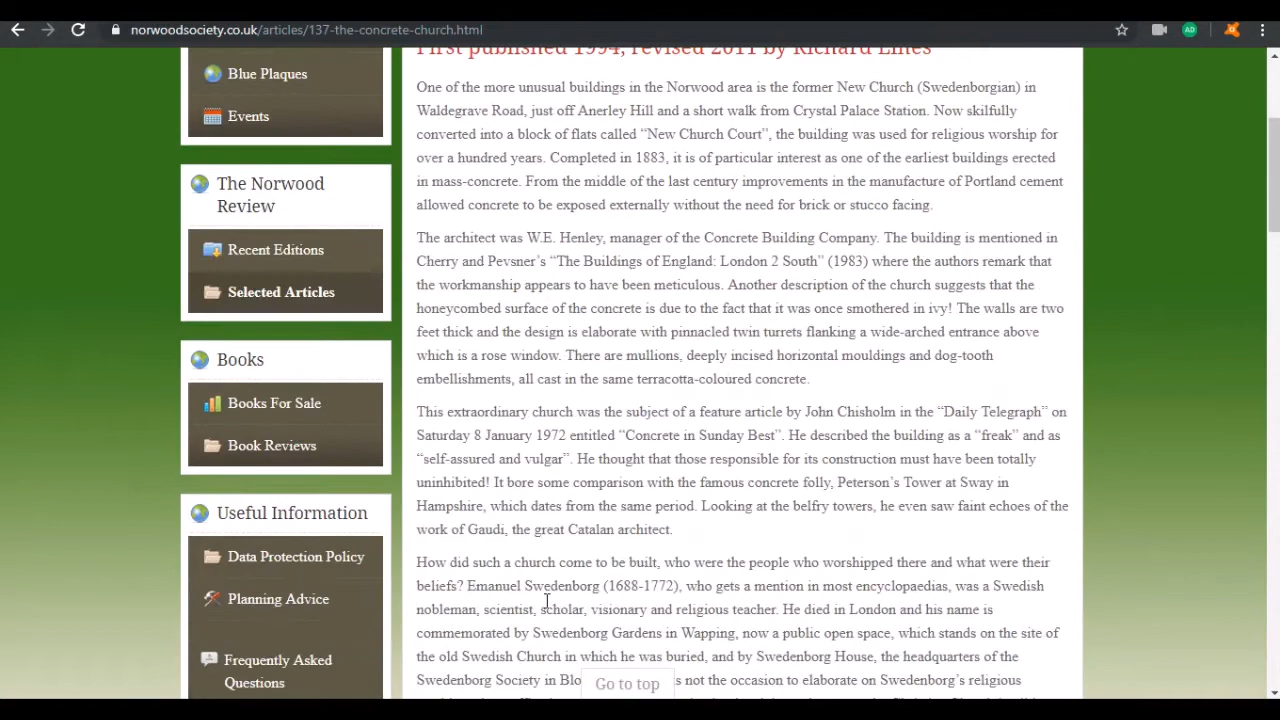 norwoodsociety.co.uk/articles/137-the-concrete-church.html
AD
Blue Plaques
Events
The Norwood
Review
Recent Editions
Selected Articles
Books
Books For Sale
Book Reviews
Useful Information
Data Protection Policy
Planning Advice
Frequently Asked
Questions
First published 1994, revised 2011 by Richard Lines
One of the more unusual buildings in the Norwood area is the former New Church (Swedenborgian) in
Waldegrave Road, just off Anerley Hill and a short walk from Crystal Palace Station. Now skilfully
converted into a block of flats called “New Church Court”, the building was used for religious worship for
over a hundred years. Completed in 1883, it is of particular interest as one of the earliest buildings erected
in mass-concrete. From the middle of the last century improvements in the manufacture of Portland cement
allowed concrete to be exposed externally without the need for brick or stucco facing.
The architect was W.E. Henley, manager of the Concrete Building Company. The building is mentioned in
Cherry and Pevsner’s “The Buildings of England: London 2 South” (1983) where the authors remark that
the workmanship appears to have been meticulous. Another description of the church suggests that the
honeycombed surface of the concrete is due to the fact that it was once smothered in ivy! The walls are two
feet thick and the design is elaborate with pinnacled twin turrets flanking a wide-arched entrance above
which is a rose window. There are mullions, deeply incised horizontal mouldings and dog-tooth
embellishments, all cast in the same terracotta-coloured concrete.
This extraordinary church was the subject of a feature article by John Chisholm in the “Daily Telegraph” on
Saturday 8 January 1972 entitled “Concrete in Sunday Best”. He described the building as a “freak” and as
“self-assured and vulgar”. He thought that those responsible for its construction must have been totally
uninhibited! It bore some comparison with the famous concrete folly, Peterson’s Tower at Sway in
Hampshire, which dates from the same period. Looking at the belfry towers, he even saw faint echoes of the
work of Gaudi, the great Catalan architect.
How did such a church come to be built, who were the people who worshipped there and what were their
beliefs? Emanuel Swedenborg (1688-1772), who gets a mention in most encyclopaedias, was a Swedish
nobleman, scientist, scholar, visionary and religious teacher. He died in London and his name is
commemorated by Swedenborg Gardens in Wapping, now a public open space, which stands on the site of
the old Swedish Church in which he was buried, and by Swedenborg House, the headquarters of the
Swedenborg Society in Blo
s not the occasion to elaborate on Swedenborg’s religious
Go to top